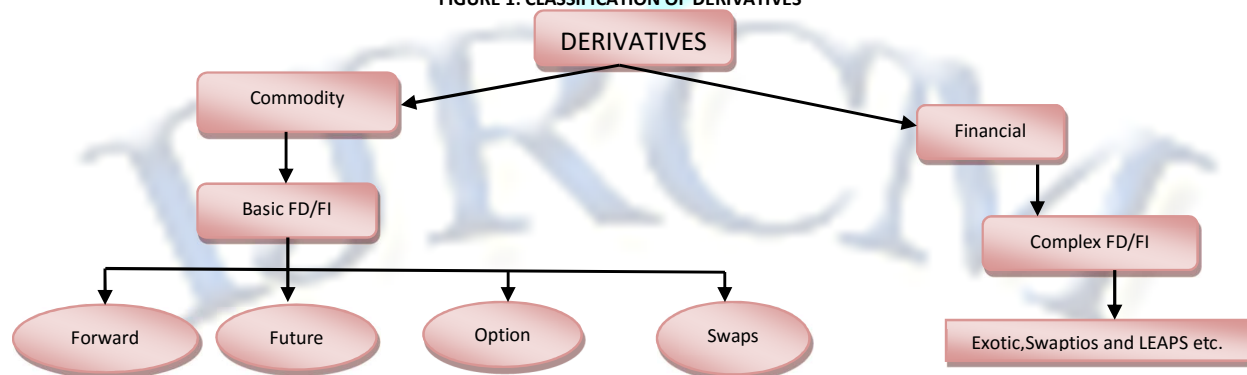 FIGURE 1: CLASSIFICATION OF DERIVATIVES
DERIVATIVES
Commodity
Financial
Basic FD/FI
Complex FD/FI
Forward
Future
Option
Swaps
Exotic,Swaptios and LEAPS etc.
IJRCM